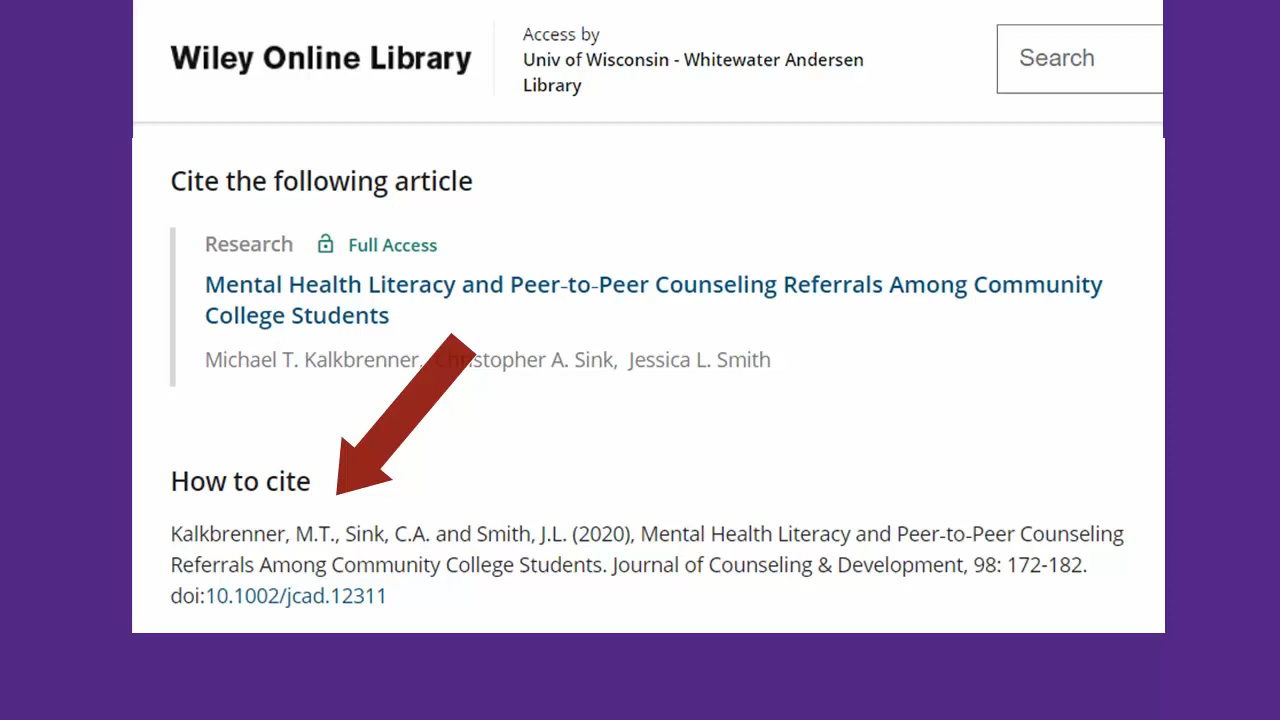 Wiley Online Library
Access by
Univ of Wisconsin - Whitewater Andersen
Library
Search
Cite the following article
Research Full Access
Mental Health Literacy and Peer-to-Peer Counseling Referrals Among Community
College Students
Michael T. Kalkbrenner, Christopher A. Sink, Jessica L. Smith
How to cite
Kalkbrenner, M.T., Sink, C.A. and Smith, J.L. (2020), Mental Health Literacy and Peer-to-Peer Counseling
Referrals Among Community College Students. Journal of Counseling & Development, 98: 172-182.
doi:10.1002/jcad.12311